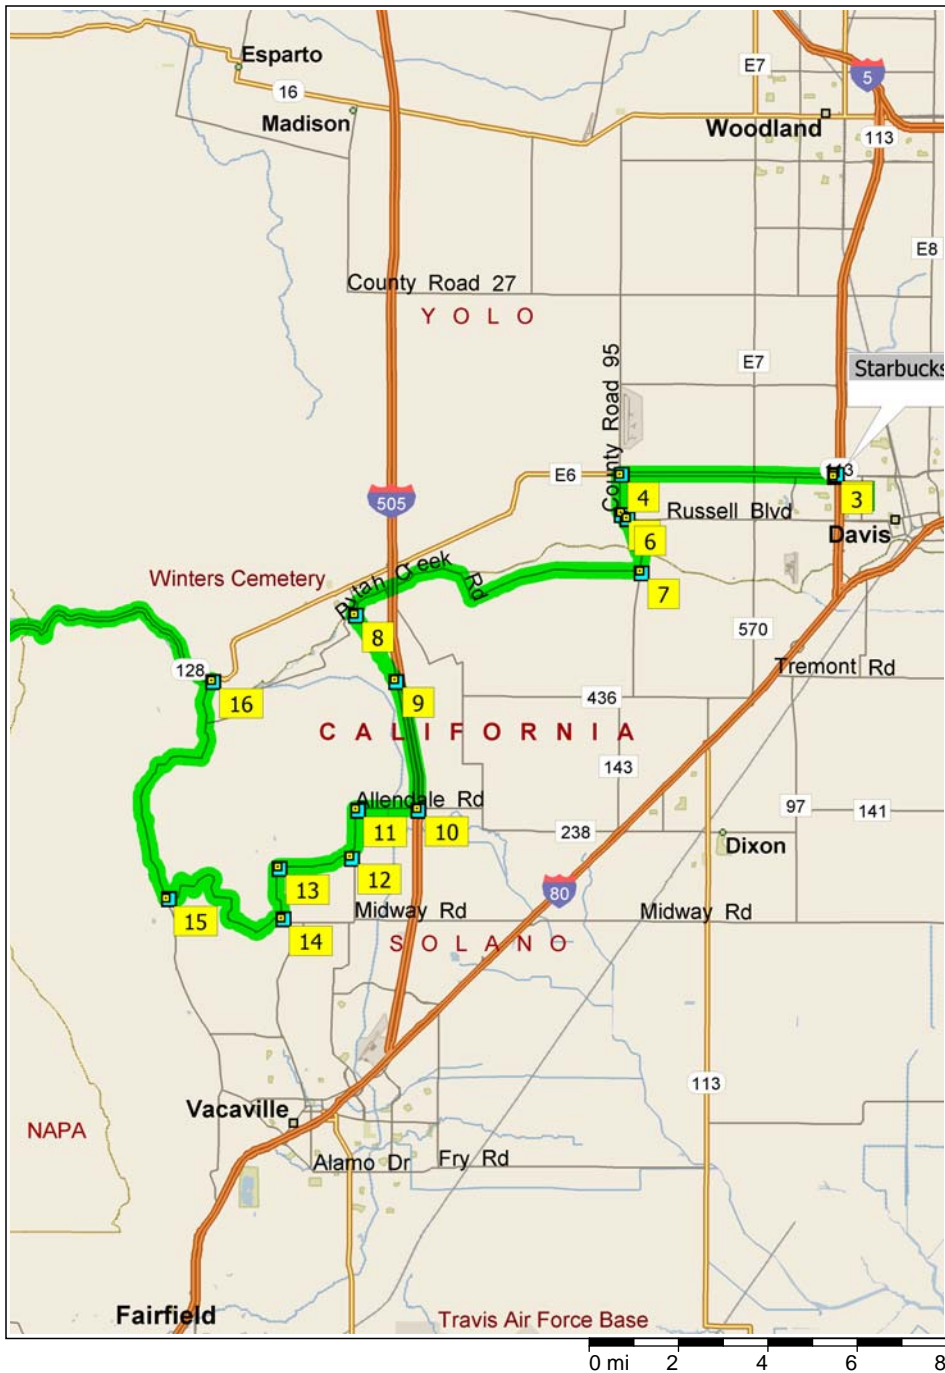 Esparto
E7
5
16
Madison
Woodland
113
E8
County Road 27
Y O L O
County Road 95
E7
Starbucks
E6
4
3
505
Russell Blvd
Davis
6
Putah Creek Rd
Winters Cemetery
7
8
570
128
Tremont Rd
16
9
436
C A L I F O R N I A
143
Allendale Rd
97
141
11
10
238
Dixon
12
13
80
15
Midway Rd
Midway Rd
14
S O L A N O
113
Vacaville
NAPA
Alamo Dr
Fry Rd
Fairfield
Travis Air Force Base
0 mi 2 4 6 8